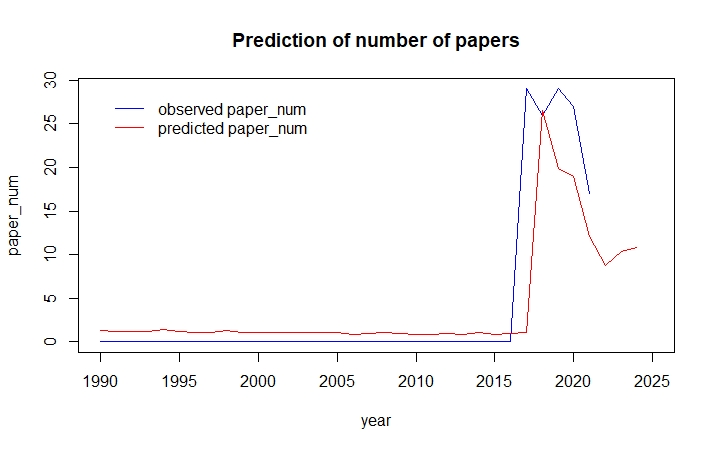 Prediction of number of papers
observed paper_num
predicted paper_num
paper_num
30
25
20
15
10
5
0
1990 1995 2000 2005 2010 2015 2020 2025
year